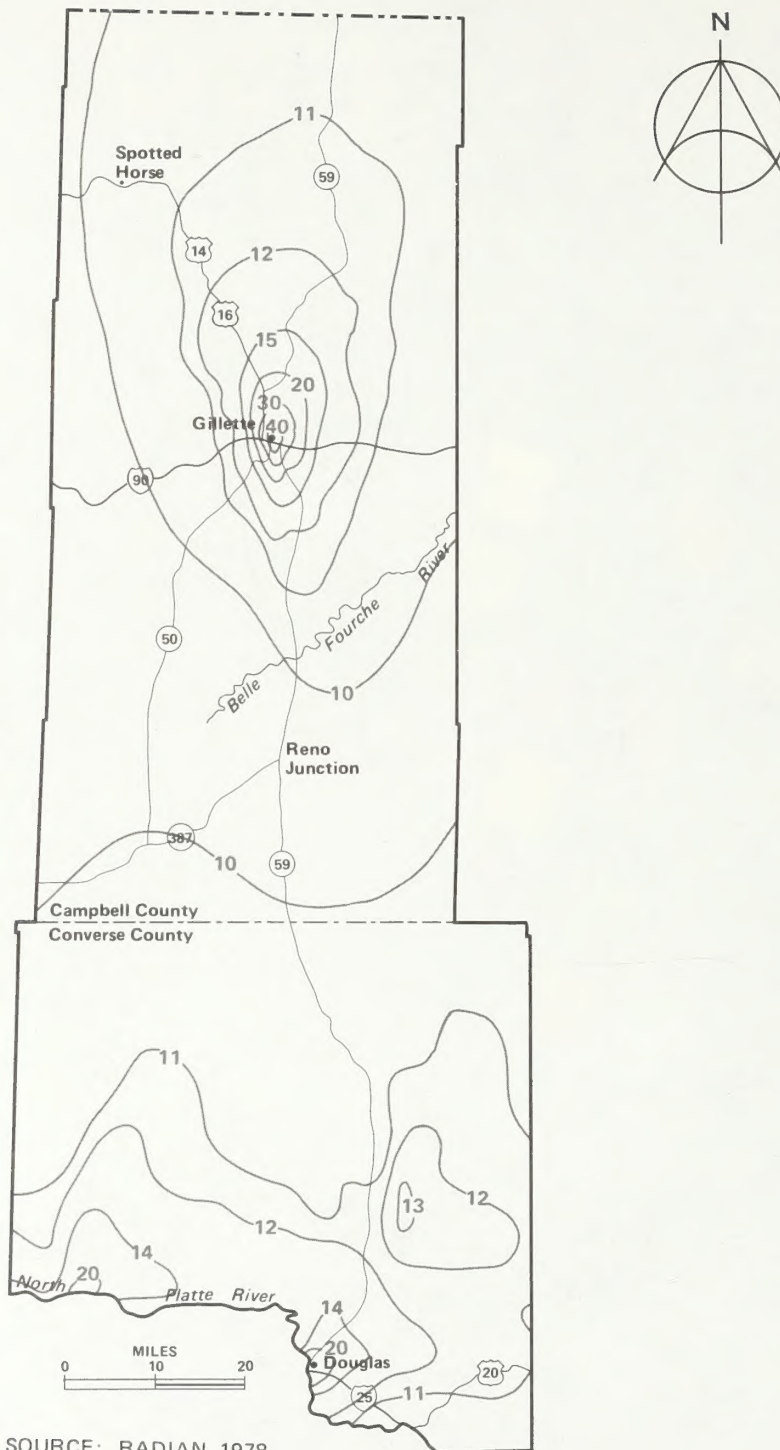 N
11
Spotted
Horse
59
14
12
16
15
20
30
Gillette
40
90
50
Belle Fourche River
10
Reno
Junction
387
10
59
Campbell County
Converse County
11
13
12
12
14
20
North Platte River
14
20
Douglas
MILES
0 10 20
20
25
11
SOURCE: RADIAN 1978